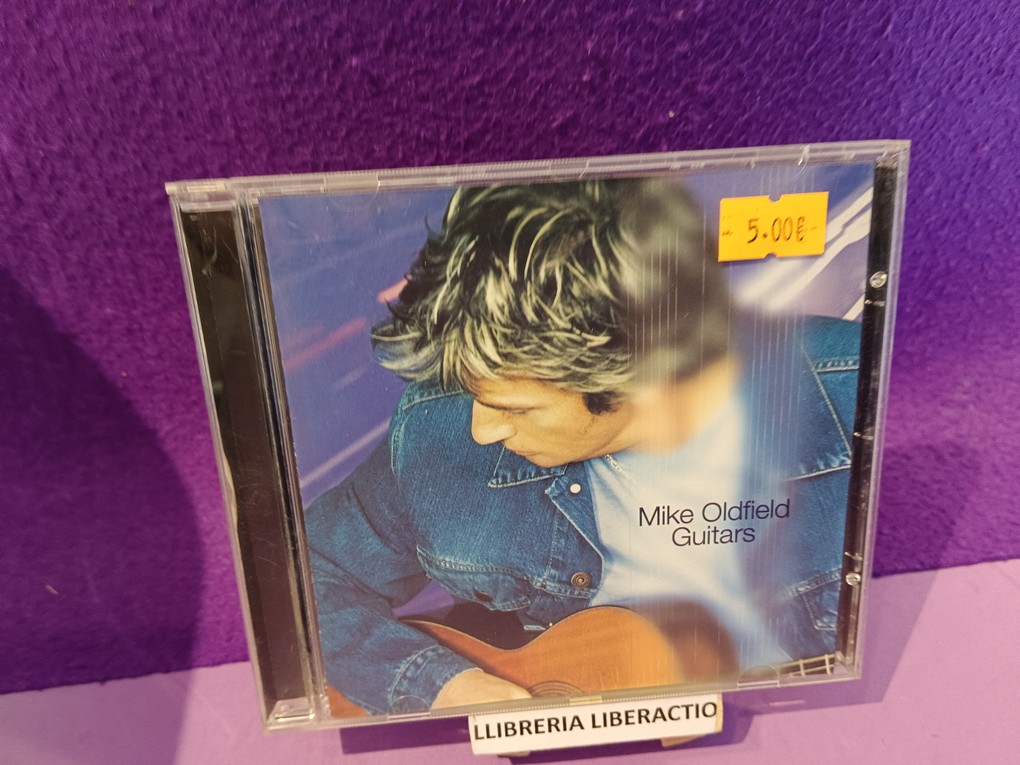 5.00€
Mike Oldfield
Guitars
LLIBRERIA LIBERACTIO